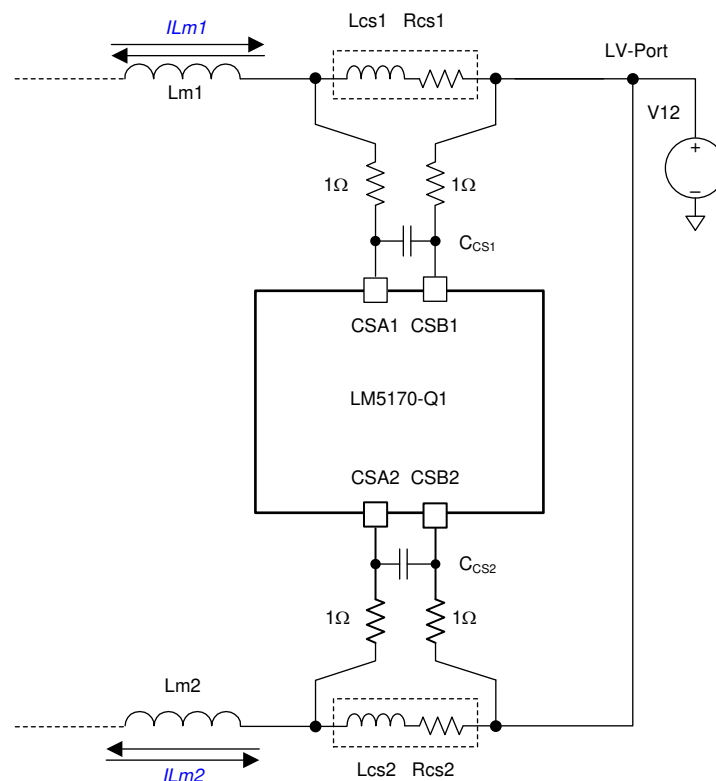 ILm1
Lcs1 Rcs1
LV-Port
Lm1
V12
+
–
1Ω 1Ω
CCS1
CSA1 CSB1
LM5170-Q1
CSA2 CSB2
CCS2
1Ω 1Ω
Lm2
ILm2
Lcs2 Rcs2